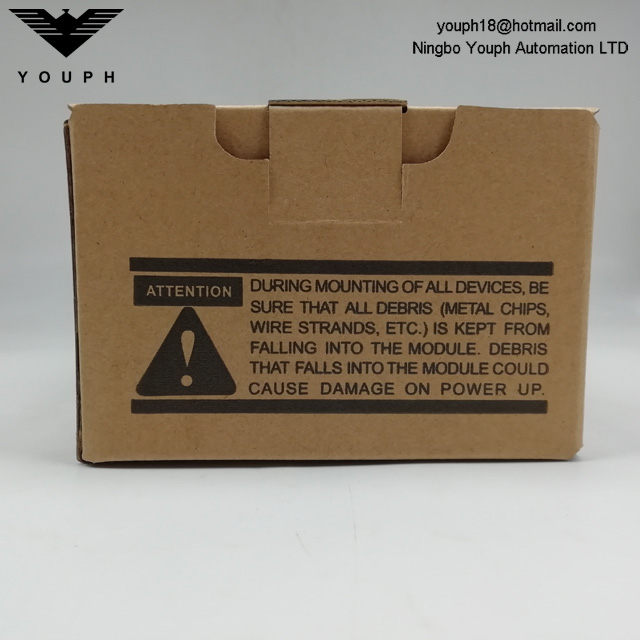 YOUPH
youph18@hotmail.com
Ningbo Youph Automation LTD
ATTENTION
DURING MOUNTING OF ALL DEVICES, BE
SURE THAT ALL DEBRIS (METAL CHIPS,
WIRE STRANDS, ETC.) IS KEPT FROM
FALLING INTO THE MODULE. DEBRIS
THAT FALLS INTO THE MODULE COULD
CAUSE DAMAGE ON POWER UP.